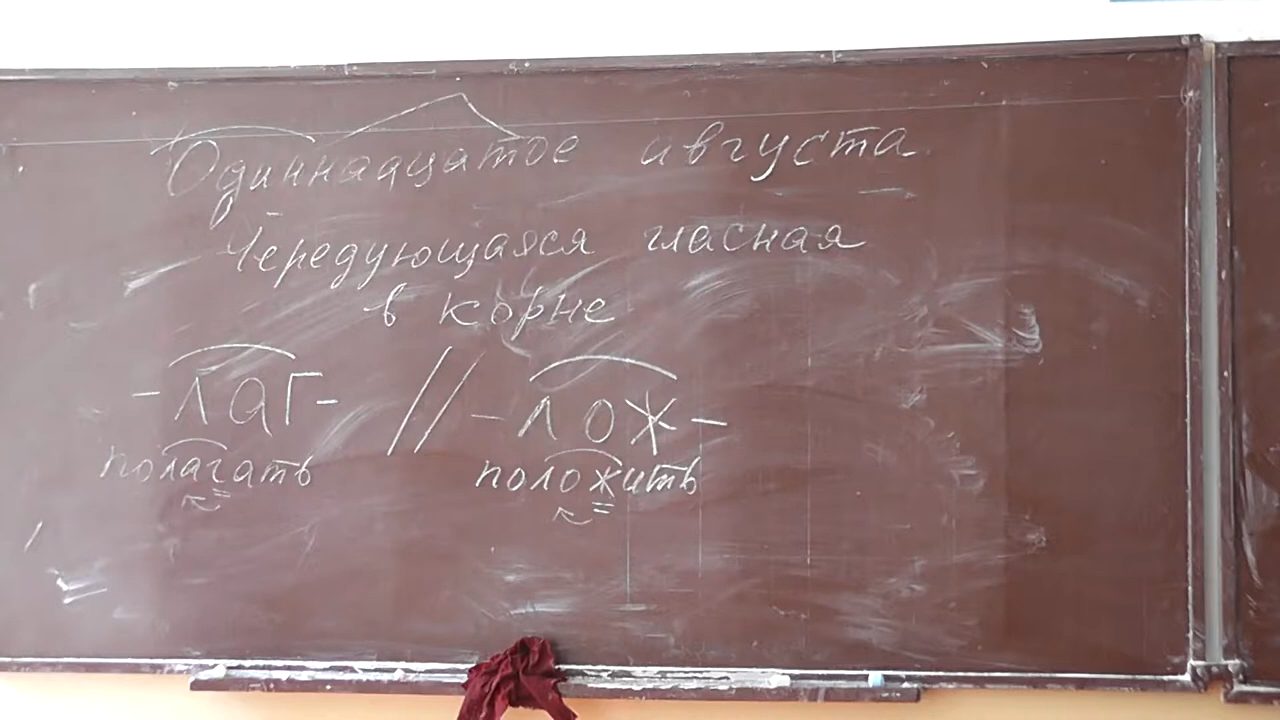 Одиннадцатое августа
Чередующаяся гласная
в корне
-лаг- // -лож-
полагать положить